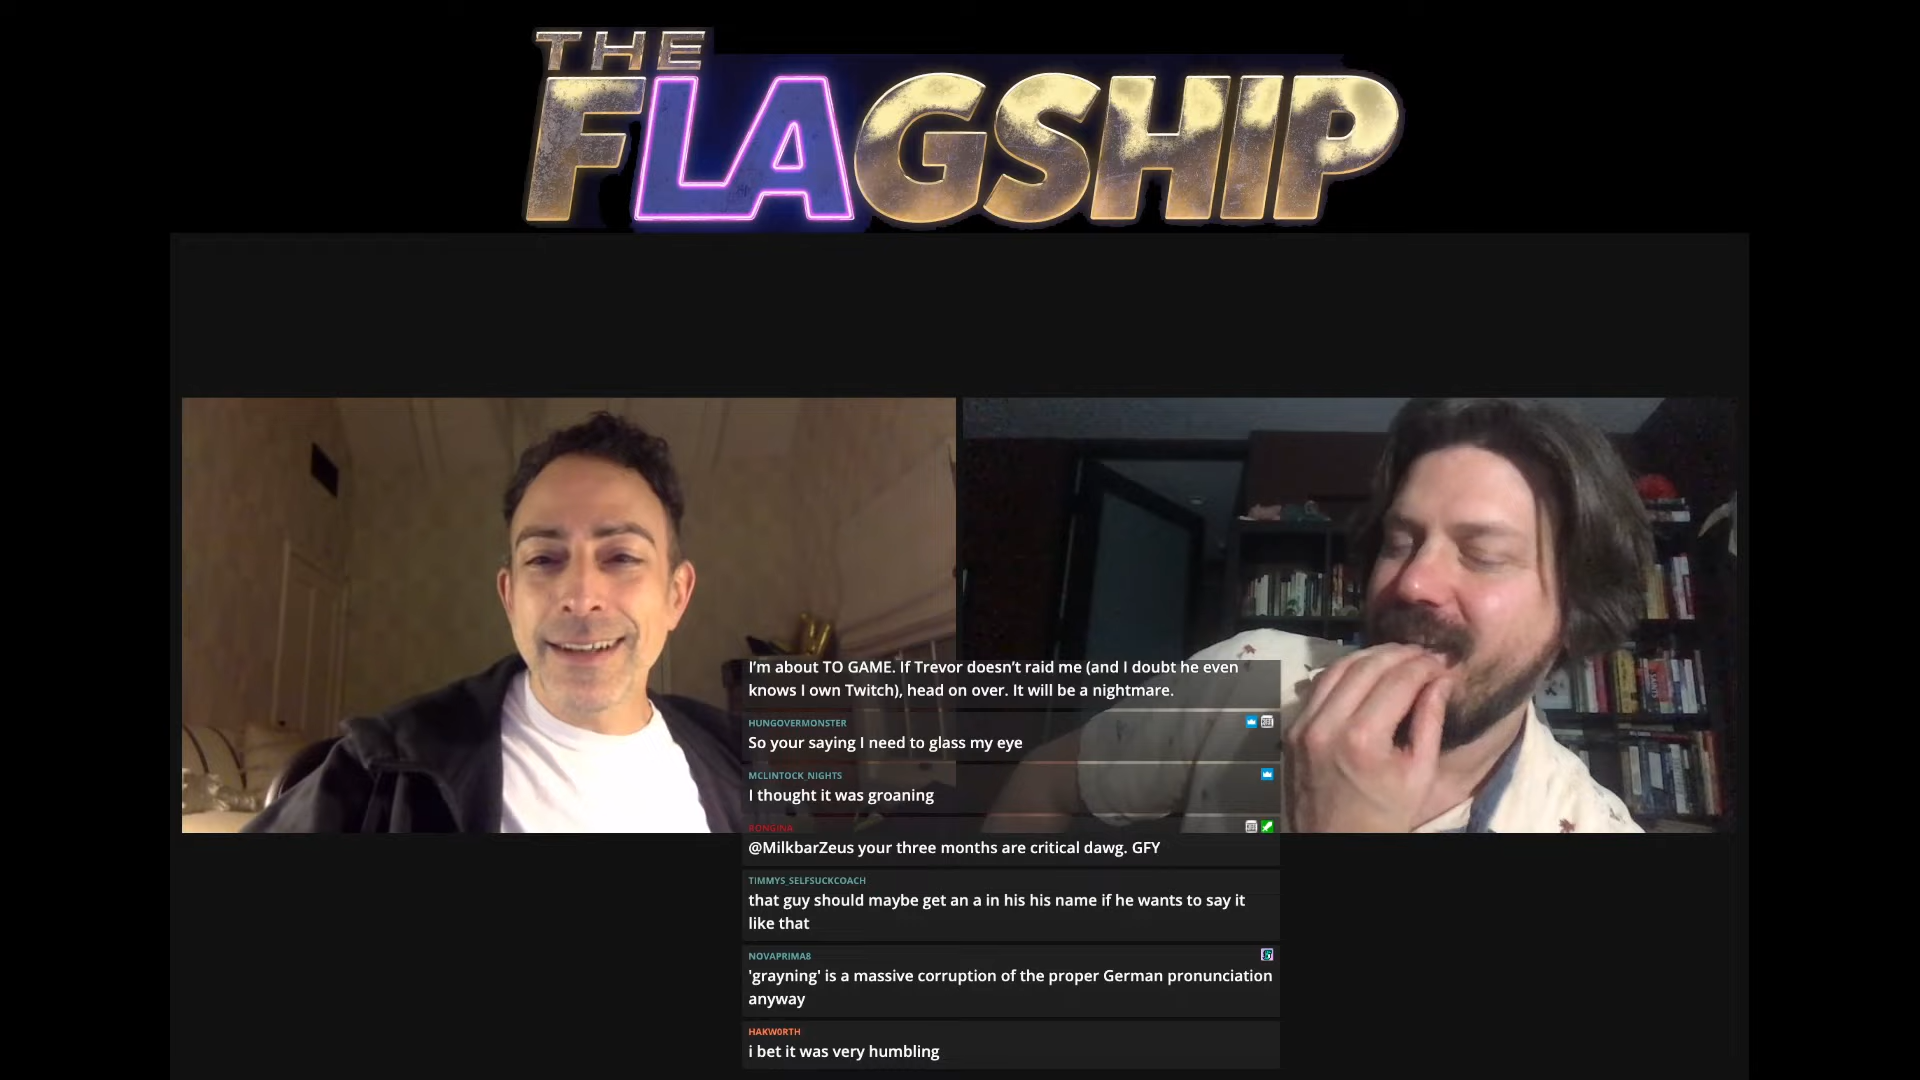 THE
FLAGSHIP
I'm about TO GAME. If Trevor doesn't raid me (and I doubt he even
knows I own Twitch), head on over. It will be a nightmare.
HUNGOVERMONSTER
So your saying I need to glass my eye
MCLINTOCK_NIGHTS
I thought it was groaning
RONGINA
@MilkbarZeus your three months are critical dawg. GFY
TIMMYS_SELFSUCKCOACH
that guy should maybe get an a in his his name if he wants to say it
like that
NOVAPRIMA8
'grayning' is a massive corruption of the proper German pronunciation
anyway
HAKW0RTH
i bet it was very humbling